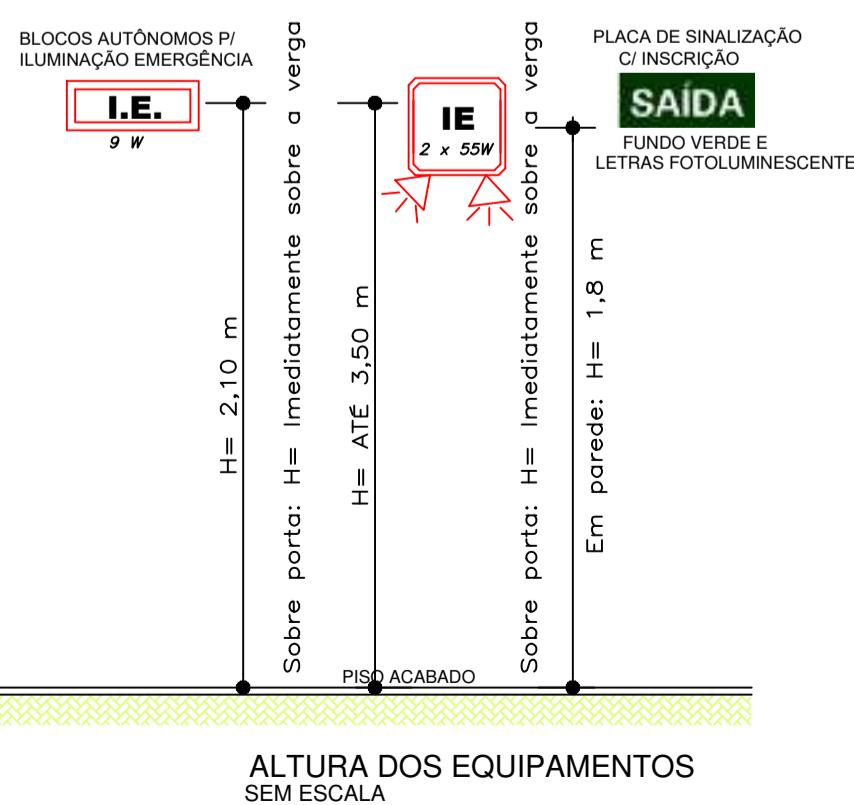 BLOCOS AUTÔNOMOS P/
ILUMINAÇÃO EMERGÊNCIA
I.E.
9 W
H= 2,10 m
Sobre porta: H= Imediatamente sobre a verga
H= ATÉ 3,50 m
IE
2 x 55W
Sobre porta: H= Imediatamente sobre a verga
PLACA DE SINALIZAÇÃO
C/ INSCRIÇÃO
SAÍDA
FUNDO VERDE E
LETRAS FOTOLUMINESCENTE
Em parede: H= 1,8 m
PISO ACABADO
ALTURA DOS EQUIPAMENTOS
SEM ESCALA